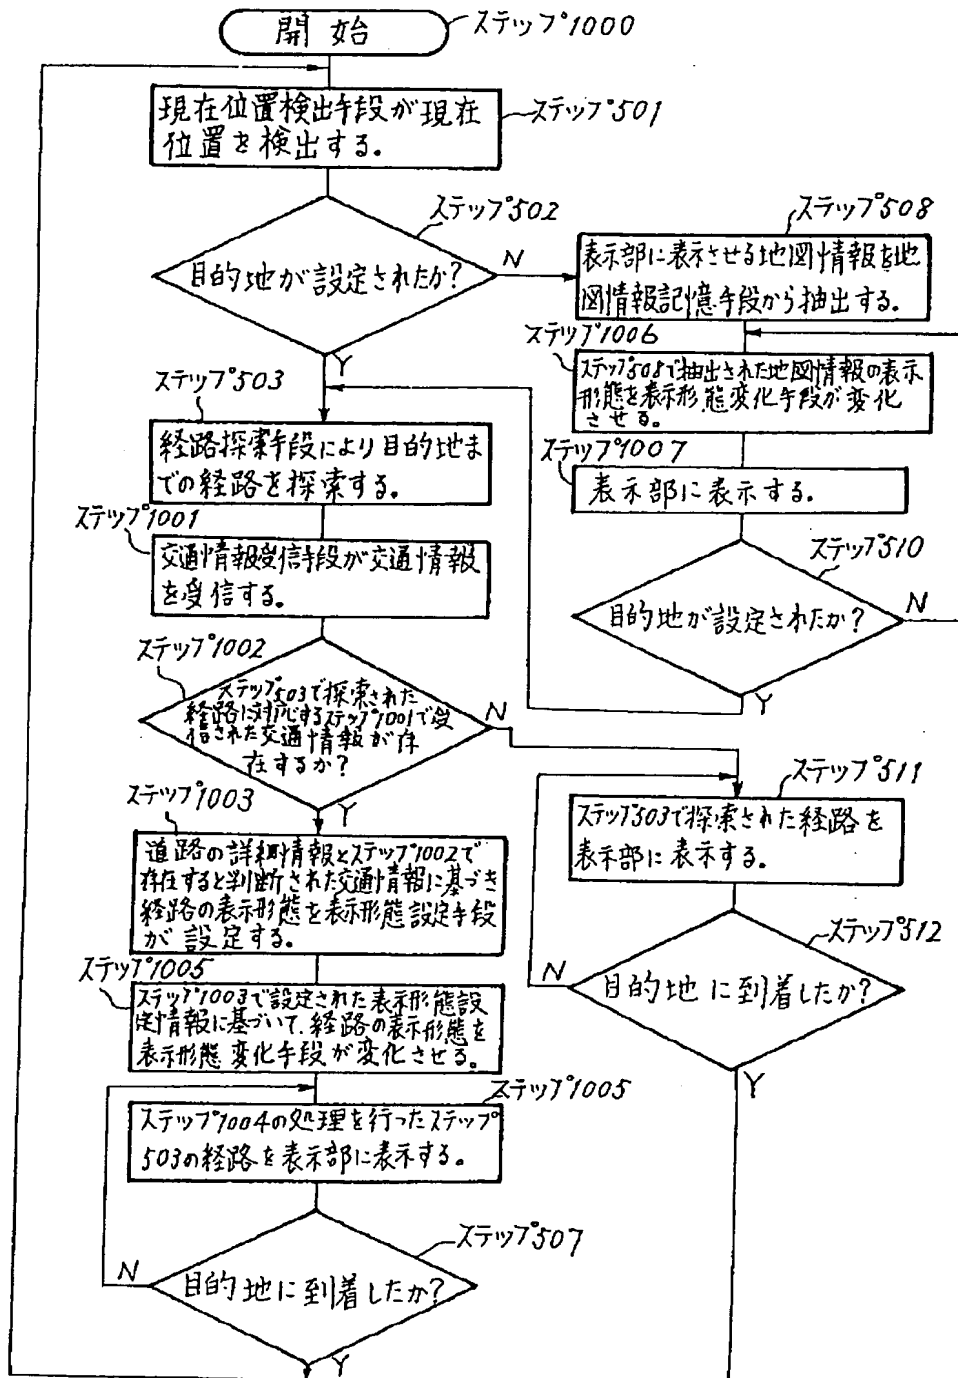 開始
ステップ1000
現在位置検出手段が現在
位置を検出する.
ステップ501
目的地が設定されたか?
ステップ502
N
Y
表示部に表示させる地図情報を地
図情報記憶手段から抽出する.
ステップ508
ステップ1006
ステップ508で抽出された地図情報の表示
形態を表示形態変化手段が変化
させる。
ステップ1007
表示部に表示する.
ステップ510
目的地が設定されたか?
N
Y
ステップ503
経路探索手段により目的地ま
での経路を探索する.
ステップ1001
交通情報受信手段が交通情報
を受信する.
ステップ1002
ステップ503で探索された
経路に対応するステップ1001で受
信された交通情報が存
在するか?
N
Y
ステップ511
ステップ503で探索された経路を
表示部に表示する.
ステップ512
目的地に到着したか?
N
Y
ステップ1003
道路の詳細情報とステップ1002で
存在すると判断された交通情報に基づき
経路の表示形態を表示形態設定手段
が設定する.
ステップ1005
ステップ1003で設定された表示形態設
定情報に基づいて、経路の表示形態を
表示形態変化手段が変化させる.
ステップ1005
ステップ1004の処理を行ったステップ
503の経路を表示部に表示する.
ステップ507
目的地に到着したか?
N
Y